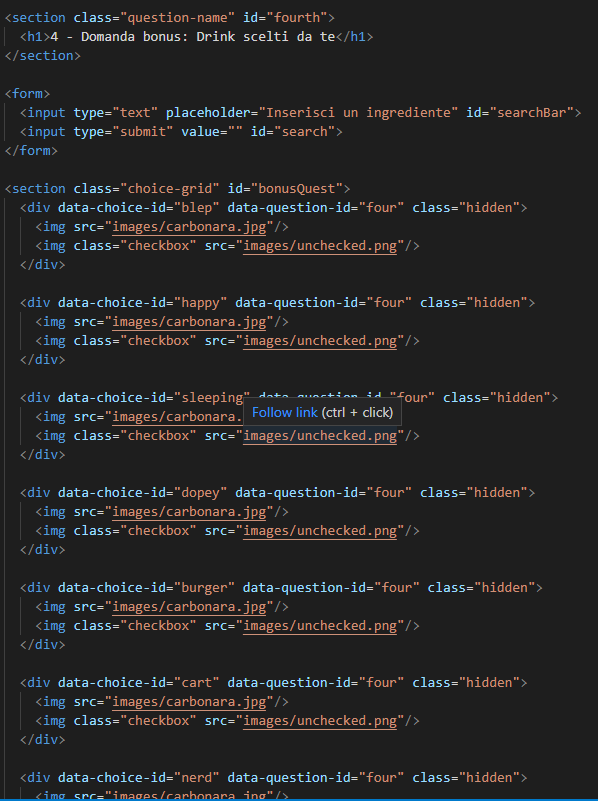 <section class="question-name" id="fourth">
<h1>4 - Domanda bonus: Drink scelti da te</h1>
</section>
<form>
<input type="text" placeholder="Inserisci un ingrediente" id="searchBar">
<input type="submit" value="" id="search">
</form>
<section class="choice-grid" id="bonusQuest">
<div data-choice-id="blep" data-question-id="four" class="hidden">
<img src="images/carbonara.jpg"/>
<img class="checkbox" src="images/unchecked.png"/>
</div>
<div data-choice-id="happy" data-question-id="four" class="hidden">
<img src="images/carbonara.jpg"/>
<img class="checkbox" src="images/unchecked.png"/>
</div>
<div data-choice-id="sleeping" data-question-id="four" class="hidden">
<img src="images/carbonara.
Follow link (ctrl + click)
<img class="checkbox" src="images/unchecked.png"/>
</div>
<div data-choice-id="dopey" data-question-id="four" class="hidden">
<img src="images/carbonara.jpg"/>
<img class="checkbox" src="images/unchecked.png"/>
</div>
<div data-choice-id="burger" data-question-id="four" class="hidden">
<img src="images/carbonara.jpg"/>
<img class="checkbox" src="images/unchecked.png"/>
</div>
<div data-choice-id="cart" data-question-id="four" class="hidden">
<img src="images/carbonara.jpg"/>
<img class="checkbox" src="images/unchecked.png"/>
</div>
<div data-choice-id="nerd" data-question-id="four" class="hidden">
<img src="images/carbonara.jpg"/>